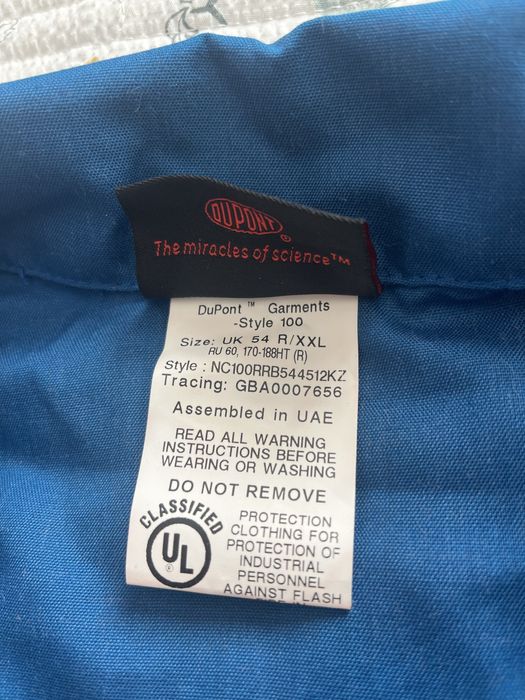 DUPONT®
The miracles of science™
DuPont™ Garments
-Style 100
Size: UK 54 R/XXL
RU 60, 170-188HT (R)
Style : NC100RRB544512KZ
Tracing: GBA0007656
Assembled in UAE
READ ALL WARNING
INSTRUCTIONS BEFORE
WEARING OR WASHING
DO NOT REMOVE
CLASSIFIED
UL®
PROTECTION
CLOTHING FOR
PROTECTION OF
INDUSTRIAL
PERSONNEL
AGAINST FLASH